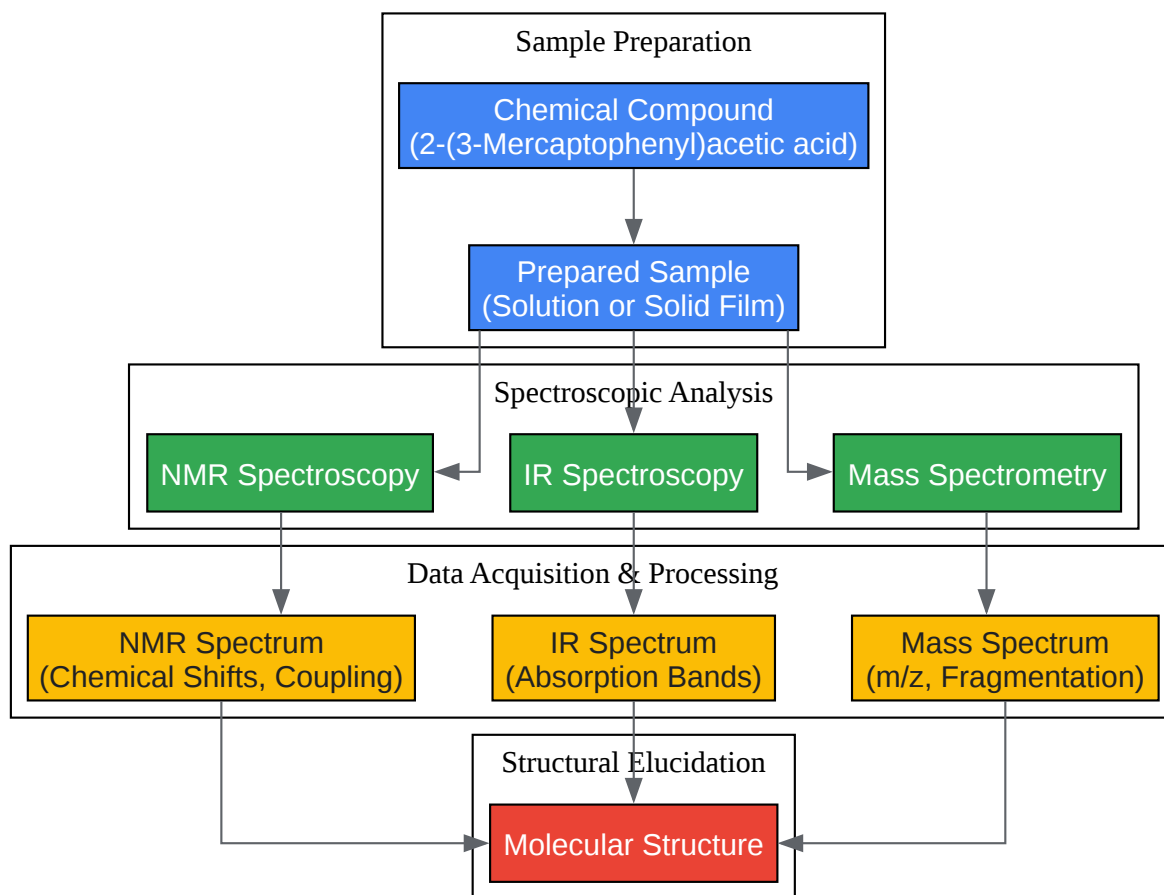 Sample Preparation
Chemical Compound
(2-(3-Mercaptophenyl)acetic acid)
Prepared Sample
(Solution or Solid Film)
Spectroscopic Analysis
NMR Spectroscopy
IR Spectroscopy
Mass Spectrometry
Data Acquisition & Processing
NMR Spectrum
(Chemical Shifts, Coupling)
IR Spectrum
(Absorption Bands)
Mass Spectrum
(m/z, Fragmentation)
Structural Elucidation
Molecular Structure